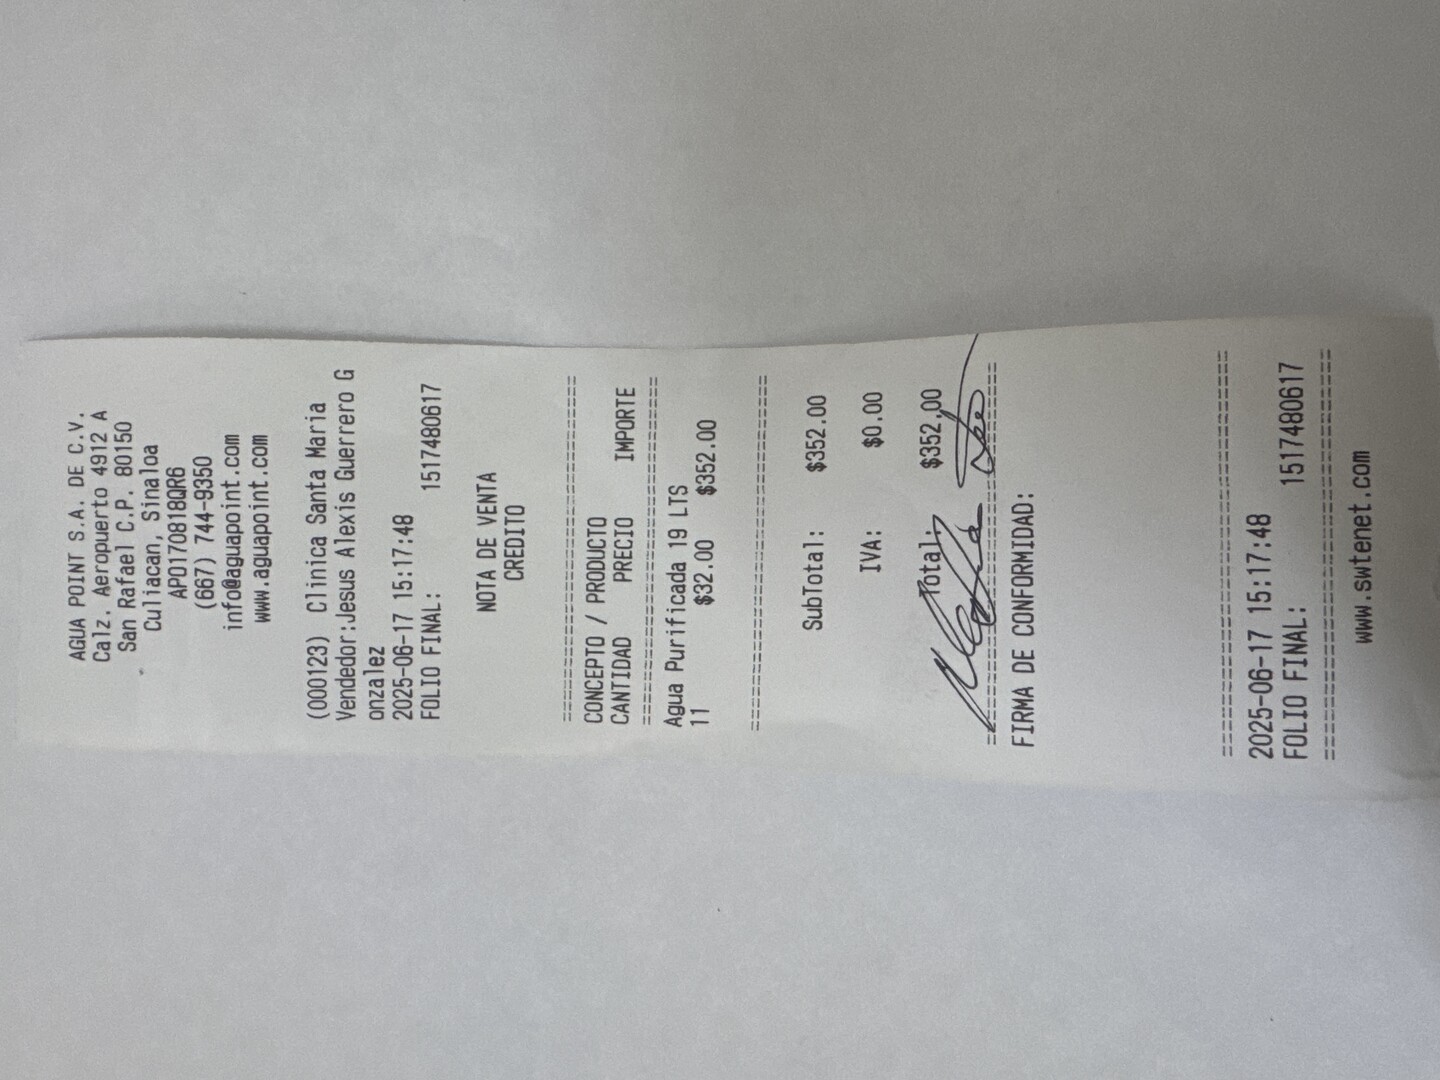 AGUA POINT S.A. DE C.V.
Calz. Aeropuerto 4912 A
San Rafael C.P. 80150
Culiacan, Sinaloa
APO170818QR6
(667) 744-9350
info@aguapoint.com
www.aguapoint.com
(000123) Clinica Santa Maria
Vendedor:Jesus Alexis Guerrero G
onzalez
2025-06-17 15:17:48
FOLIO FINAL: 1517480617
NOTA DE VENTA
CREDITO
CONCEPTO / PRODUCTO
CANTIDAD PRECIO IMPORTE
Agua Purificada 19 LTS
11 $32.00 $352.00
SubTotal: $352.00
IVA: $0.00
Total: $352.00
FIRMA DE CONFORMIDAD:
2025-06-17 15:17:48
FOLIO FINAL: 1517480617
www.swtenet.com